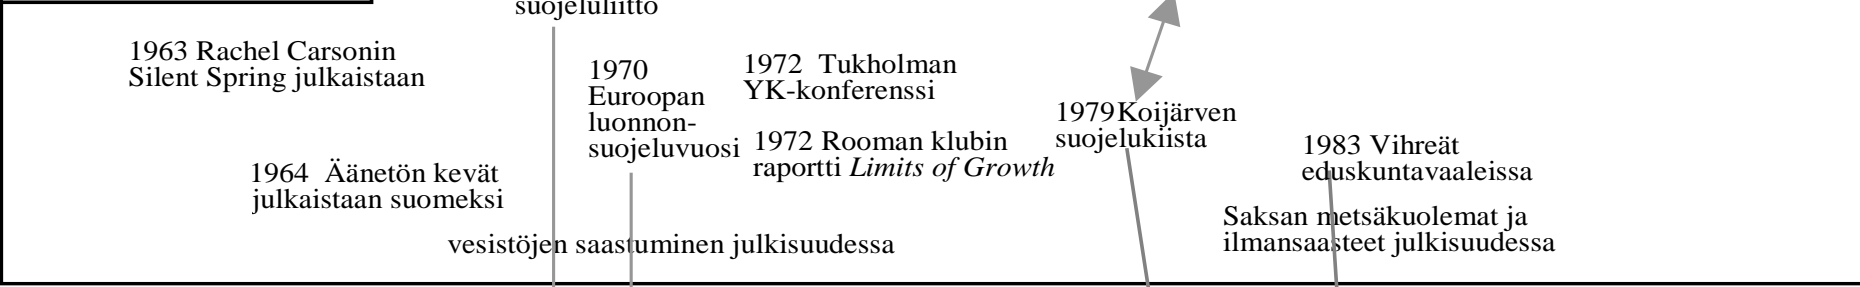 suojeluliitto
1963 Rachel Carsonin
Silent Spring julkaistaan
1964 Äänetön kevät
julkaistaan suomeksi
1970
Euroopan
luonnon-
suojeluvuosi
1972 Tukholman
YK-konferenssi
1972 Rooman klubin
raportti Limits of Growth
vesistöjen saastuminen julkisuudessa
1979 Koijärven
suojelukiista
1983 Vihreät
eduskuntavaaleissa
Saksan metsäkuolemat ja
ilmansaasteet julkisuudessa